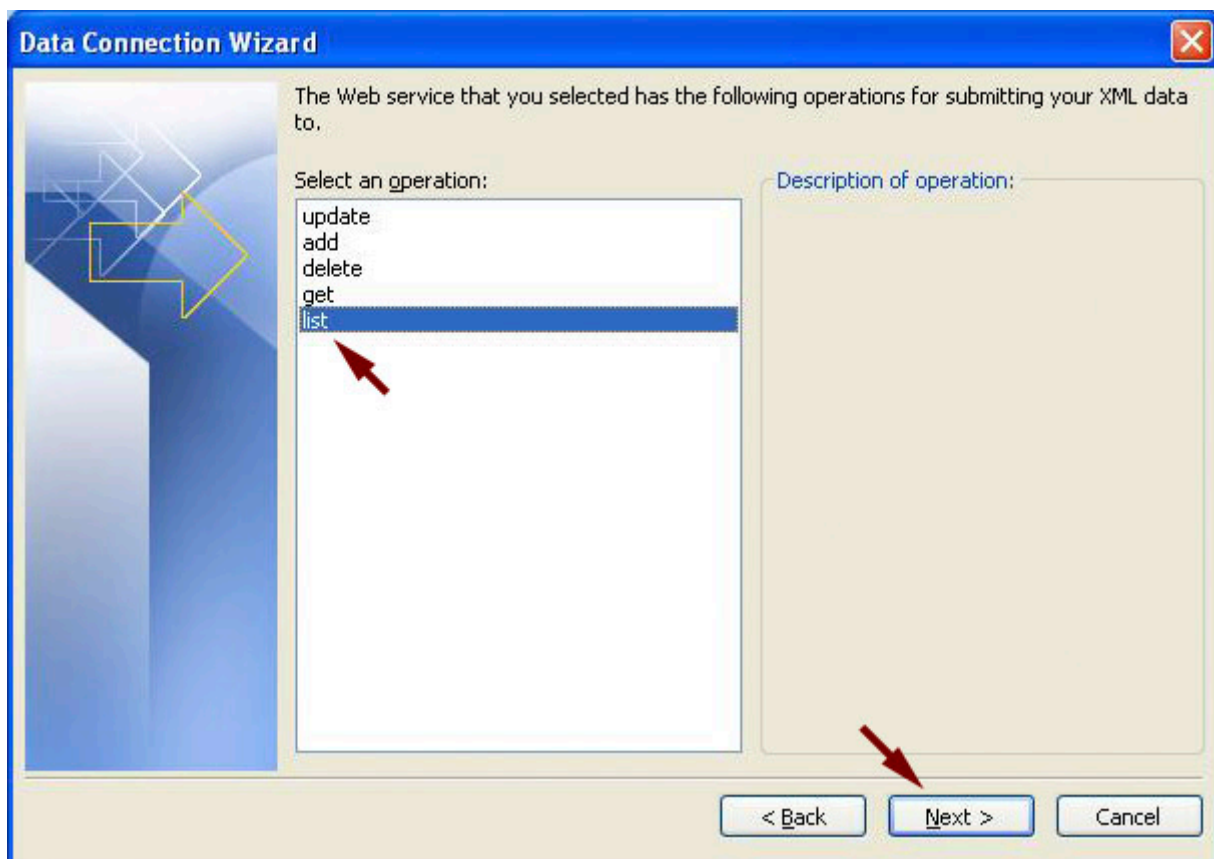 Data Connection Wizard
The Web service that you selected has the following operations for submitting your XML data
to.
Select an operation:
Description of operation:
update
add
delete
get
list
< Back
Next >
Cancel